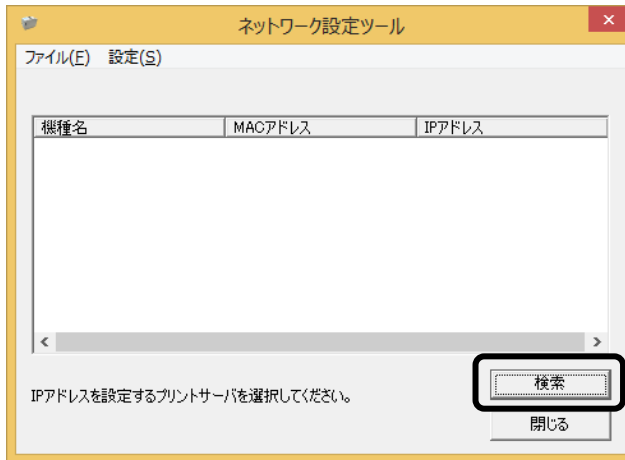 ネットワーク設定ツール
ファイル(F) 設定(S)
機種名 MACアドレス IPアドレス
IPアドレスを設定するプリントサーバを選択してください。
検索
閉じる